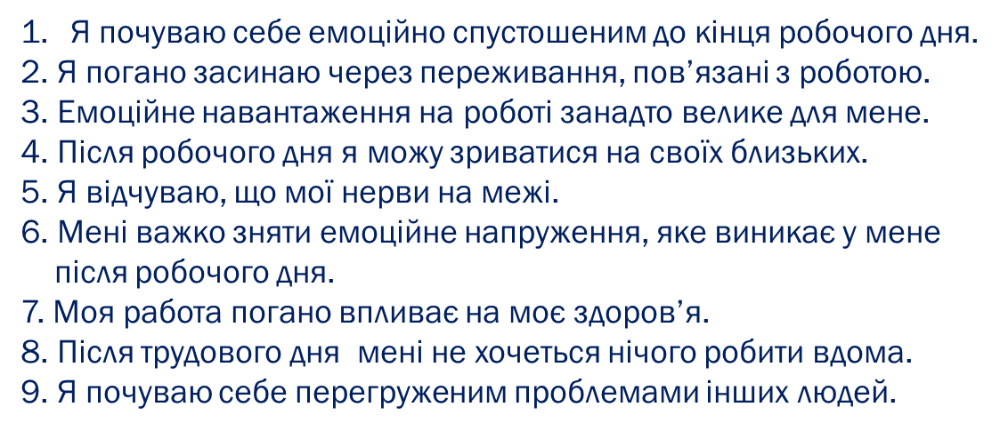 1. Я почуваю себе емоційно спустошеним до кінця робочого дня.
2. Я погано засинаю через переживання, пов’язані з роботою.
3. Емоційне навантаження на роботі занадто велике для мене.
4. Після робочого дня я можу зриватися на своїх близьких.
5. Я відчуваю, що мої нерви на межі.
6. Мені важко зняти емоційне напруження, яке виникає у мене
після робочого дня.
7. Моя работа погано впливає на моє здоров’я.
8. Після трудового дня мені не хочеться нічого робити вдома.
9. Я почуваю себе перегруженим проблемами інших людей.